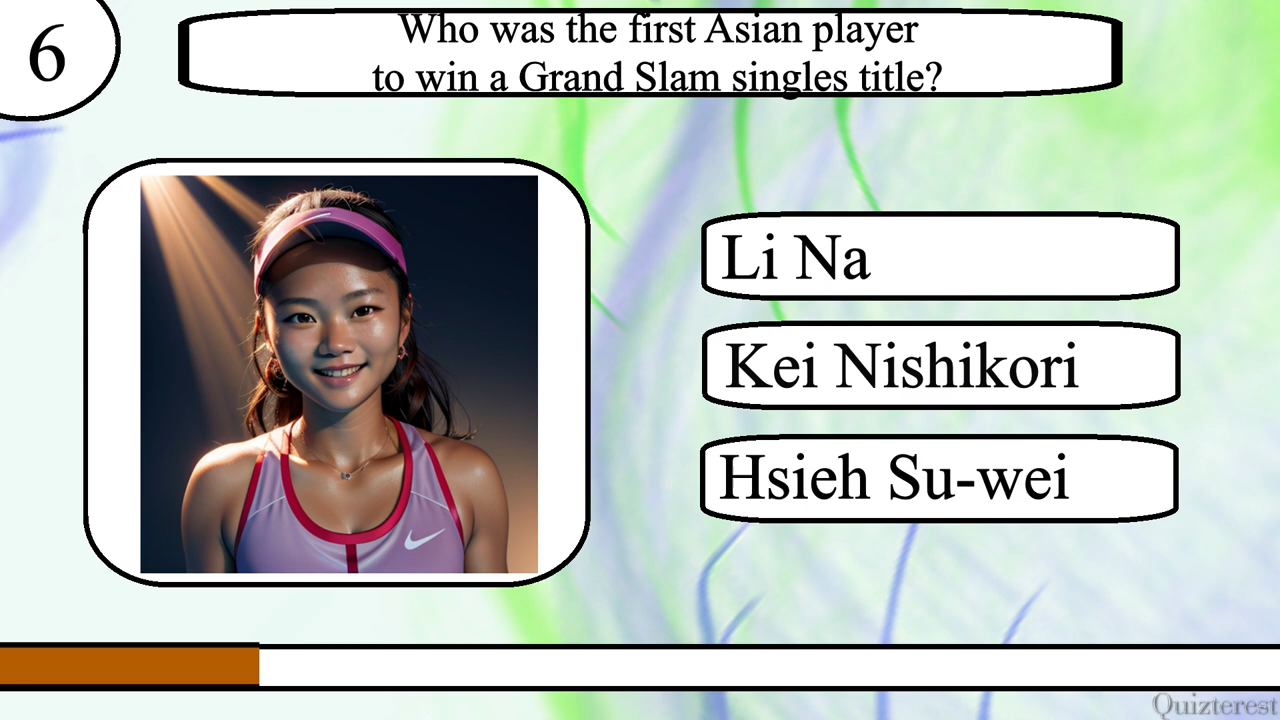 6
Who was the first Asian player
to win a Grand Slam singles title?
Li Na
Kei Nishikori
Hsieh Su-wei
Quizterest